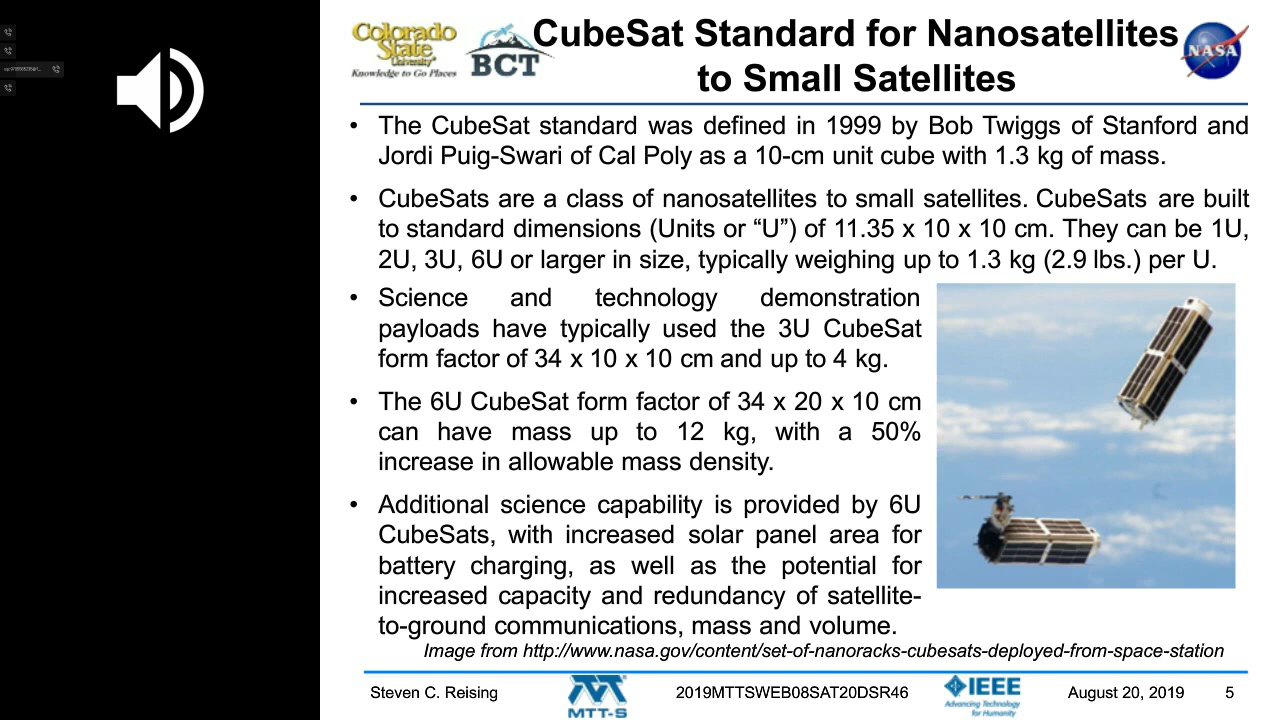 Colorado
State
University
Knowledge to Go Places
BCT
CubeSat Standard for Nanosatellites
to Small Satellites
NASA
• The CubeSat standard was defined in 1999 by Bob Twiggs of Stanford and
Jordi Puig-Swari of Cal Poly as a 10-cm unit cube with 1.3 kg of mass.
• CubeSats are a class of nanosatellites to small satellites. CubeSats are built
to standard dimensions (Units or “U”) of 11.35 x 10 x 10 cm. They can be 1U,
2U, 3U, 6U or larger in size, typically weighing up to 1.3 kg (2.9 lbs.) per U.
• Science and technology demonstration
payloads have typically used the 3U CubeSat
form factor of 34 x 10 x 10 cm and up to 4 kg.
• The 6U CubeSat form factor of 34 x 20 x 10 cm
can have mass up to 12 kg, with a 50%
increase in allowable mass density.
• Additional science capability is provided by 6U
CubeSats, with increased solar panel area for
battery charging, as well as the potential for
increased capacity and redundancy of satellite-
to-ground communications, mass and volume.
Image from http://www.nasa.gov/content/set-of-nanoracks-cubesats-deployed-from-space-station
Steven C. Reising
MTT-S
2019MTTSWEB08SAT20DSR46
IEEE
Advancing Technology
for Humanity
August 20, 2019
5